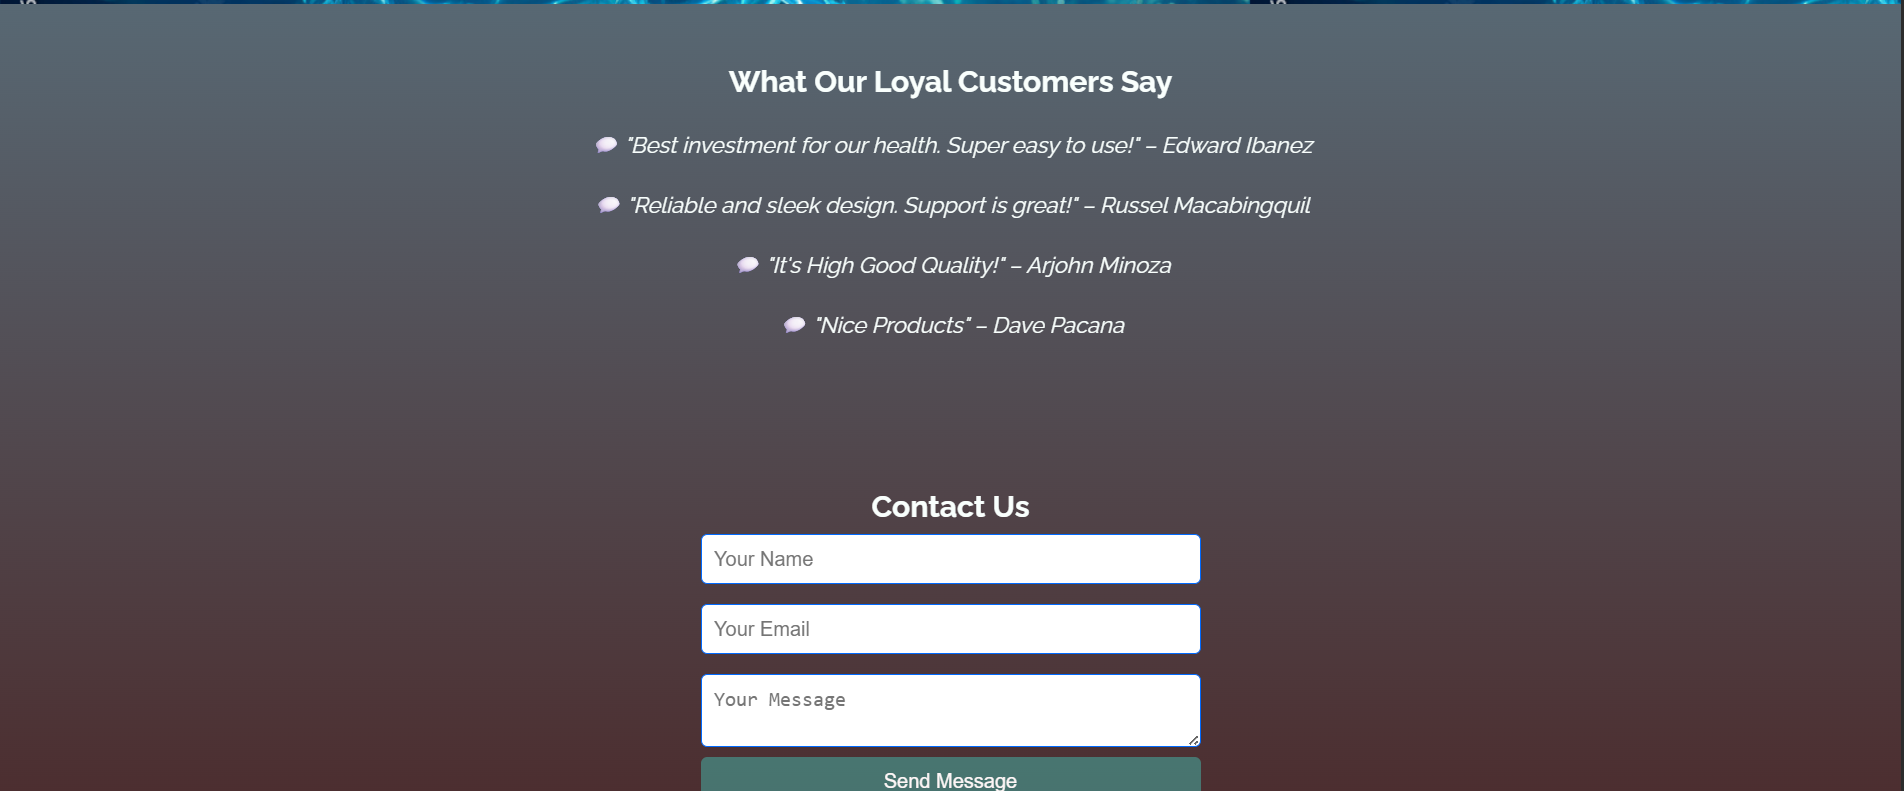 What Our Loyal Customers Say
"Best investment for our health. Super easy to use!" – Edward Ibanez
"Reliable and sleek design. Support is great!" – Russel Macabingquil
"It's High Good Quality!" – Arjohn Minoza
"Nice Products" – Dave Pacana
Contact Us
Your Name
Your Email
Your Message
Send Message